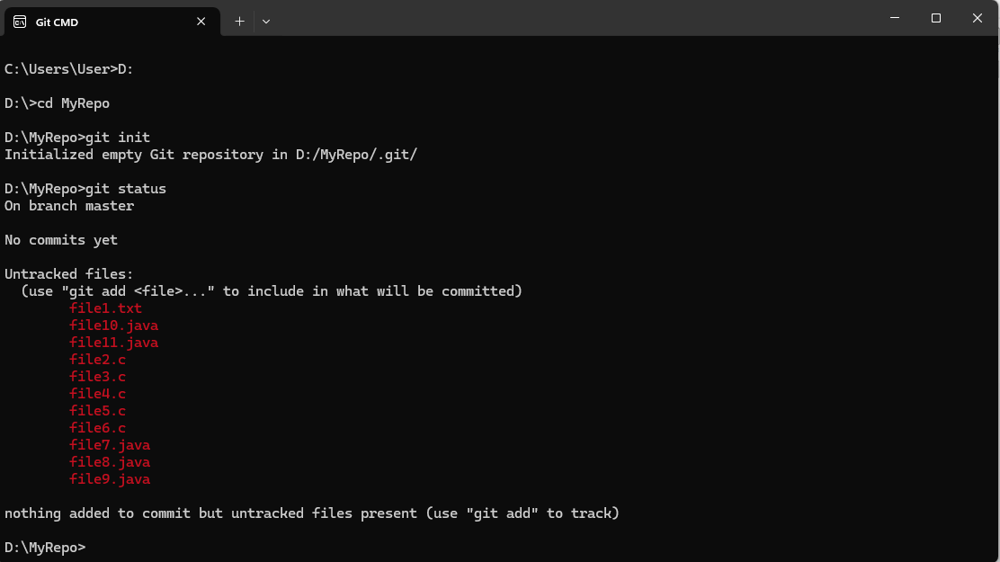 Git CMD
C:\Users\User>D:
D:\>cd MyRepo
D:\MyRepo>git init
Initialized empty Git repository in D:/MyRepo/.git/
D:\MyRepo>git status
On branch master
No commits yet
Untracked files:
  (use "git add <file>..." to include in what will be committed)
        file1.txt
        file10.java
        file11.java
        file2.c
        file3.c
        file4.c
        file5.c
        file6.c
        file7.java
        file8.java
        file9.java
nothing added to commit but untracked files present (use "git add" to track)
D:\MyRepo>